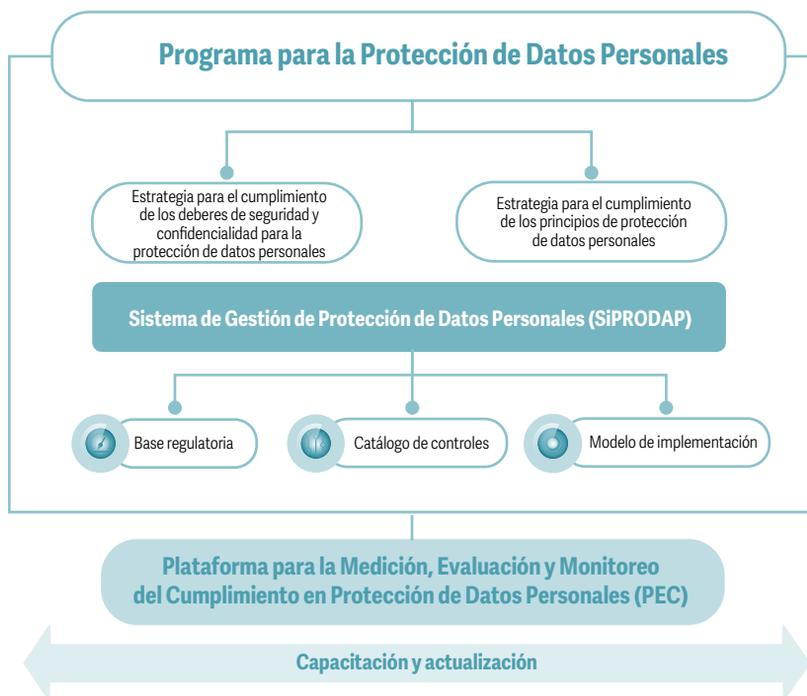 Programa para la Protección de Datos Personales
Estrategia para el cumplimiento
de los deberes de seguridad y
confidencialidad para la
protección de datos personales
Estrategia para el cumplimiento
de los principios de protección
de datos personales
Sistema de Gestión de Protección de Datos Personales (SiPRODAP)
Base regulatoria
Catálogo de controles
Modelo de implementación
Plataforma para la Medición, Evaluación y Monitoreo
del Cumplimiento en Protección de Datos Personales (PEC)
Capacitación y actualización